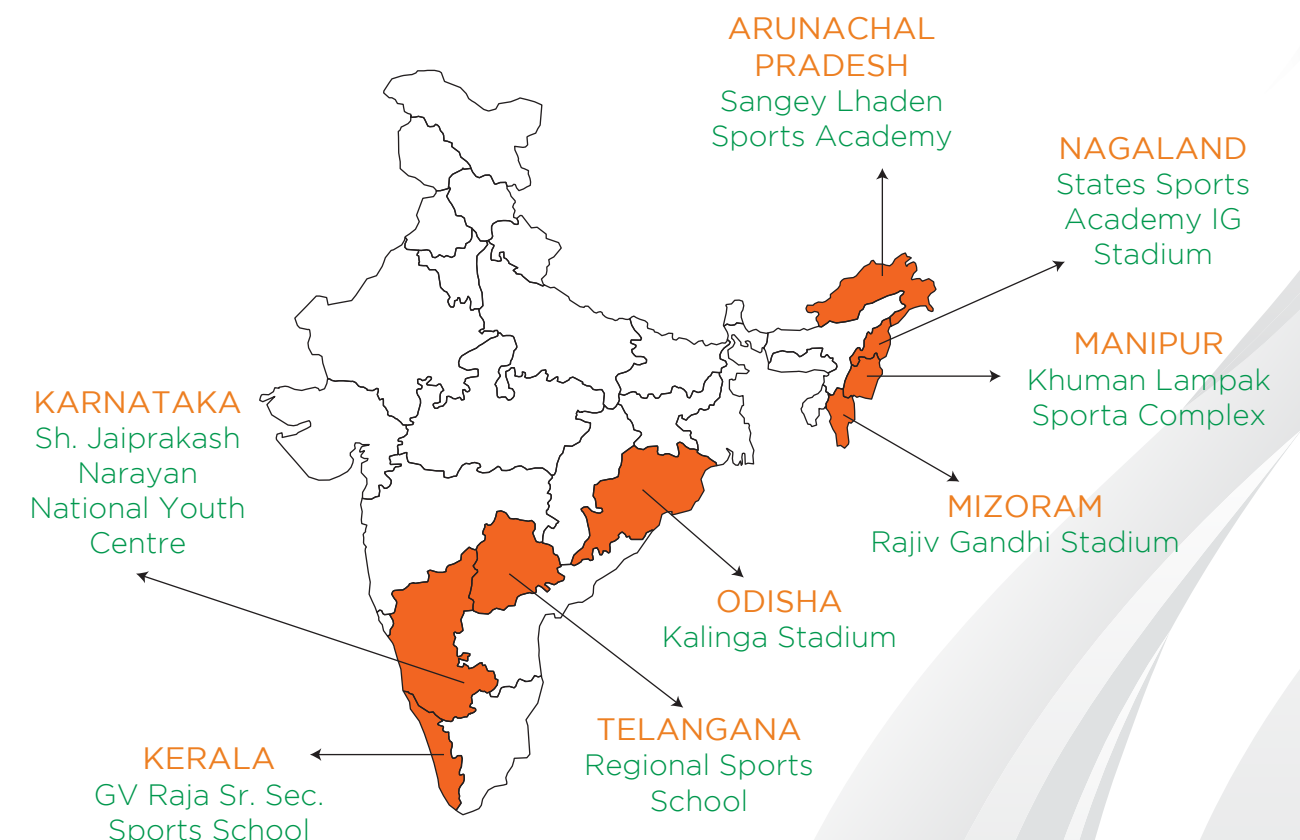 ARUNACHAL
PRADESH
Sangey Lhaden
Sports Academy
NAGALAND
States Sports
Academy IG
Stadium
MANIPUR
Khuman Lampak
Sporta Complex
KARNATAKA
Sh. Jaiprakash
Narayan
National Youth
Centre
MIZORAM
Rajiv Gandhi Stadium
ODISHA
Kalinga Stadium
TELANGANA
Regional Sports
School
KERALA
GV Raja Sr. Sec.
Sports School